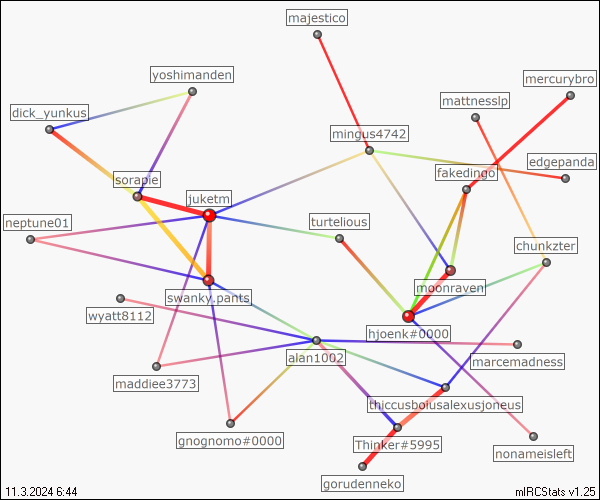 majestico
yoshimanden
mercurybro
mattnesslp
dick_yunkus
mingus4742
edgepanda
fakedingo
sorapie
juketm
neptune01
turtelious
chunkzter
moonraven
swanky.pants
wyatt8112
hjoenk#0000
alan1002
marcemadness
maddiee3773
thiccusbolusalexusjoneus
gnognomo#0000
Thinker#5995
nonameisleft
gorudenneko
11.3.2024 6:44
mIRCStats v1.25